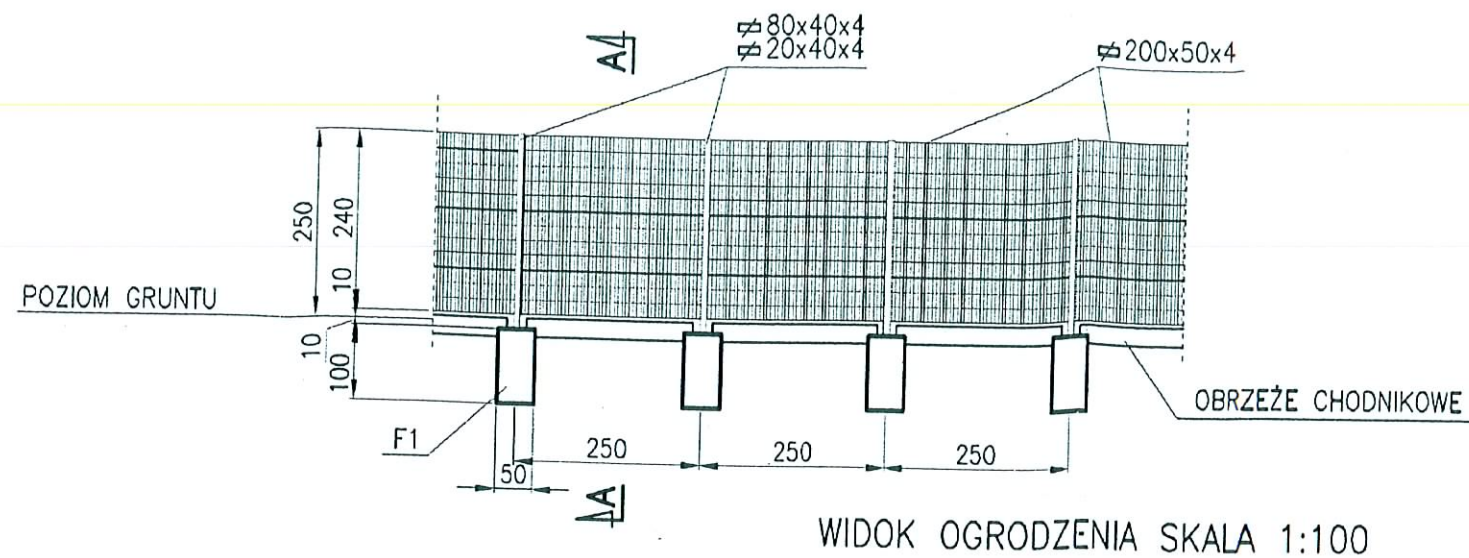 A
80x40x4
20x40x4
200x50x4
250
240
10
POZIOM GRUNTU
10
100
F1
50
250
250
250
OBRZEŻE CHODNIKOWE
A
WIDOK OGRODZENIA SKALA 1:100